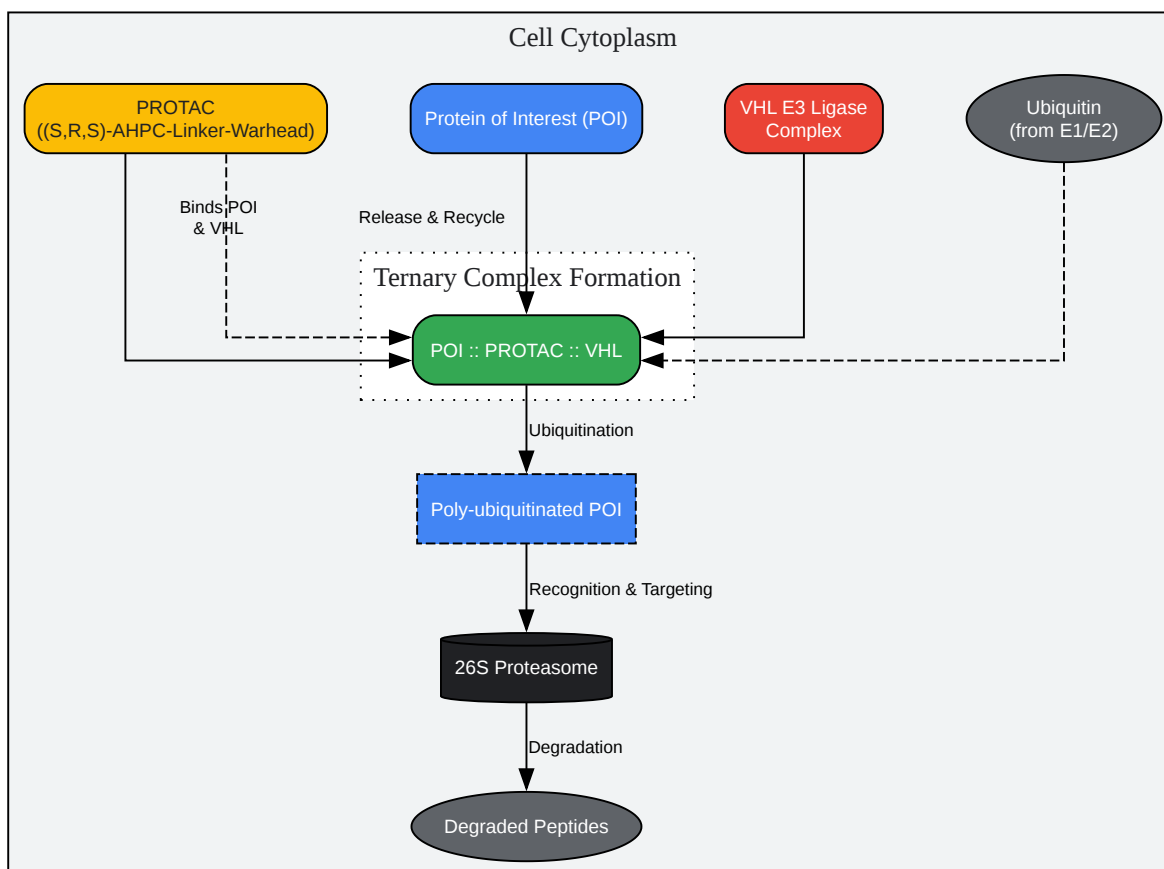 Cell Cytoplasm
PROTAC
((S,R,S)-AHPC-Linker-Warhead)
Protein of Interest (POI)
VHL E3 Ligase
Complex
Ubiquitin
(from E1/E2)
Binds POI
& VHL
Release & Recycle
Ternary Complex Formation
POI :: PROTAC :: VHL
Ubiquitination
Poly-ubiquitinated POI
Recognition & Targeting
26S Proteasome
Degradation
Degraded Peptides